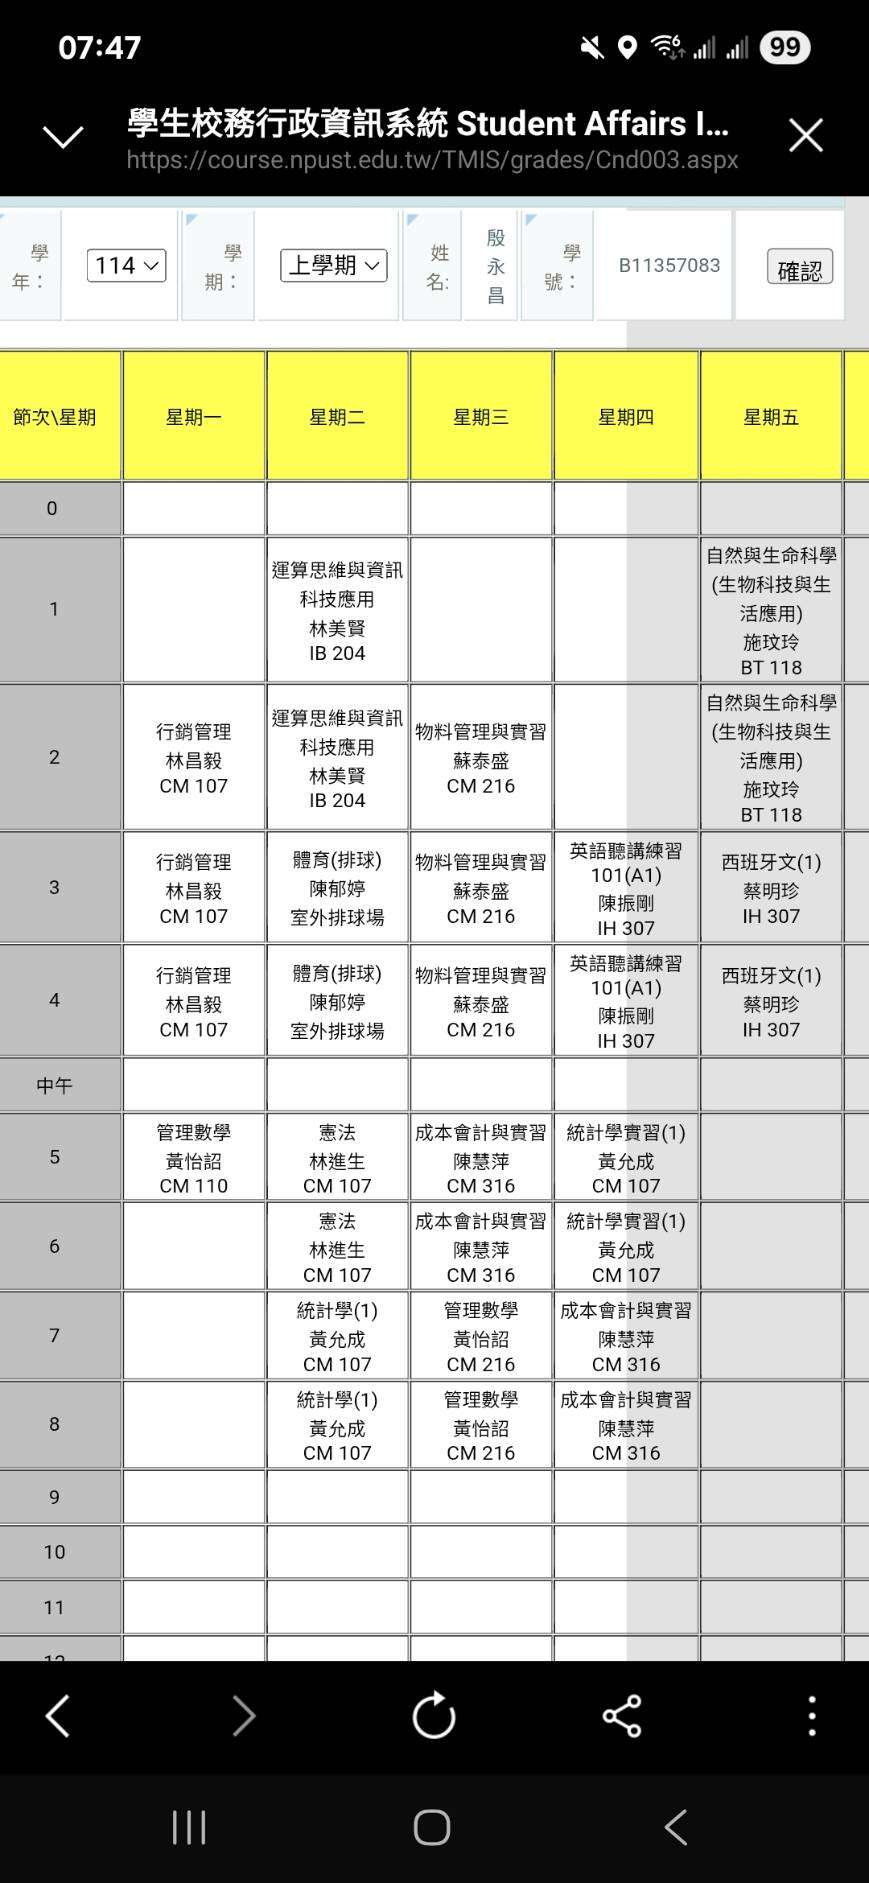 07:47
6
99
學生校務行政資訊系統 Student Affairs I...
https://course.npust.edu.tw/TMIS/grades/Cnd003.aspx
學年： 114 學期： 上學期 姓名: 殷永昌 學號： B11357083 確認
節次\星期 星期一 星期二 星期三 星期四 星期五
0
1
運算思維與資訊
科技應用
林美賢
IB 204
自然與生命科學
(生物科技與生
活應用)
施玟玲
BT 118
2
行銷管理
林昌毅
CM 107
運算思維與資訊
科技應用
林美賢
IB 204
物料管理與實習
蘇泰盛
CM 216
自然與生命科學
(生物科技與生
活應用)
施玟玲
BT 118
3
行銷管理
林昌毅
CM 107
體育(排球)
陳郁婷
室外排球場
物料管理與實習
蘇泰盛
CM 216
英語聽講練習
101(A1)
陳振剛
IH 307
西班牙文(1)
蔡明珍
IH 307
4
行銷管理
林昌毅
CM 107
體育(排球)
陳郁婷
室外排球場
物料管理與實習
蘇泰盛
CM 216
英語聽講練習
101(A1)
陳振剛
IH 307
西班牙文(1)
蔡明珍
IH 307
中午
5
管理數學
黃怡詔
CM 110
憲法
林進生
CM 107
成本會計與實習
陳慧萍
CM 316
統計學實習(1)
黃允成
CM 107
6
憲法
林進生
CM 107
成本會計與實習
陳慧萍
CM 316
統計學實習(1)
黃允成
CM 107
7
統計學(1)
黃允成
CM 107
管理數學
黃怡詔
CM 216
成本會計與實習
陳慧萍
CM 316
8
統計學(1)
黃允成
CM 107
管理數學
黃怡詔
CM 216
成本會計與實習
陳慧萍
CM 316
9
10
11